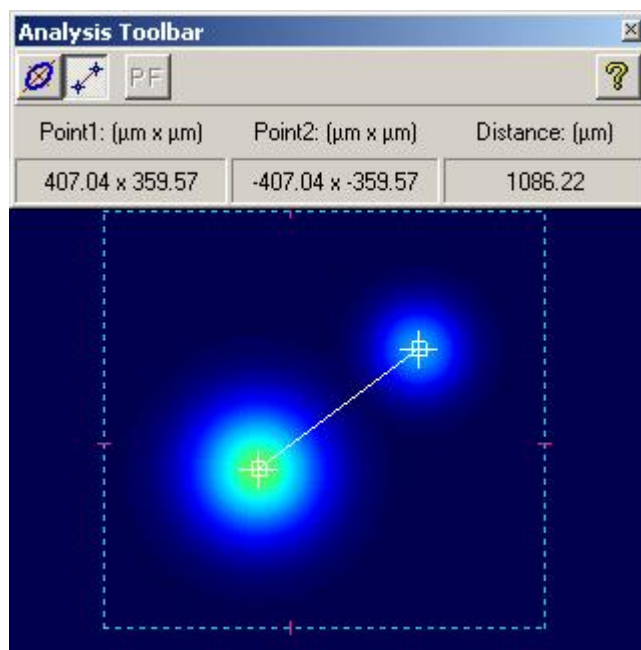 Analysis Toolbar
PF
Point1: (µm x µm) Point2: (µm x µm) Distance: (µm)
407.04 x 359.57 -407.04 x -359.57 1086.22